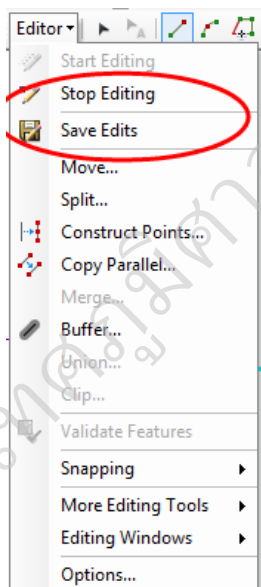 Editor
Start Editing
Stop Editing
Save Edits
Move...
Split...
Construct Points...
Copy Parallel...
Merge...
Buffer...
Union...
Clip...
Validate Features
Snapping
More Editing Tools
Editing Windows
Options...